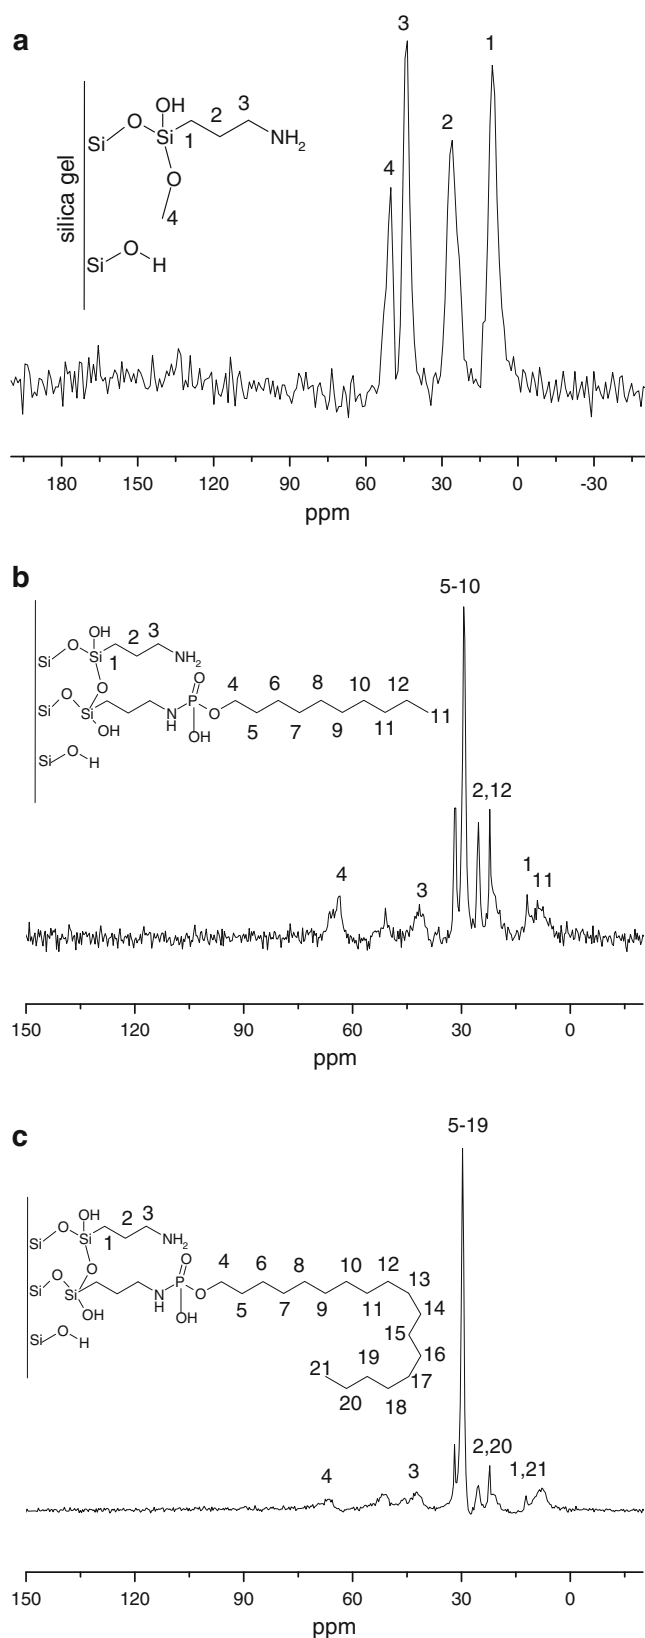 a
3
1
2
4
silica gel
OH
2
3
O
Si
Si
1
NH2
O
4
Si
O
H
180 150 120 90 60 30 0 -30
ppm
b
5-10
OH
2
3
O
Si
Si
1
NH2
O
O
O
4
6
8
10
12
Si
Si
N
H
P
O
11
OH
OH
5
7
9
11
Si
O
H
2,12
4
3
1
11
150 120 90 60 30 0
ppm
c
5-19
OH
2
3
O
Si
Si
1
NH2
O
O
O
4
6
8
10
12
Si
Si
N
H
P
O
13
OH
OH
5
7
9
11
14
Si
O
H
15
16
21
19
17
20
18
4
3
2,20
1,21
150 120 90 60 30 0
ppm